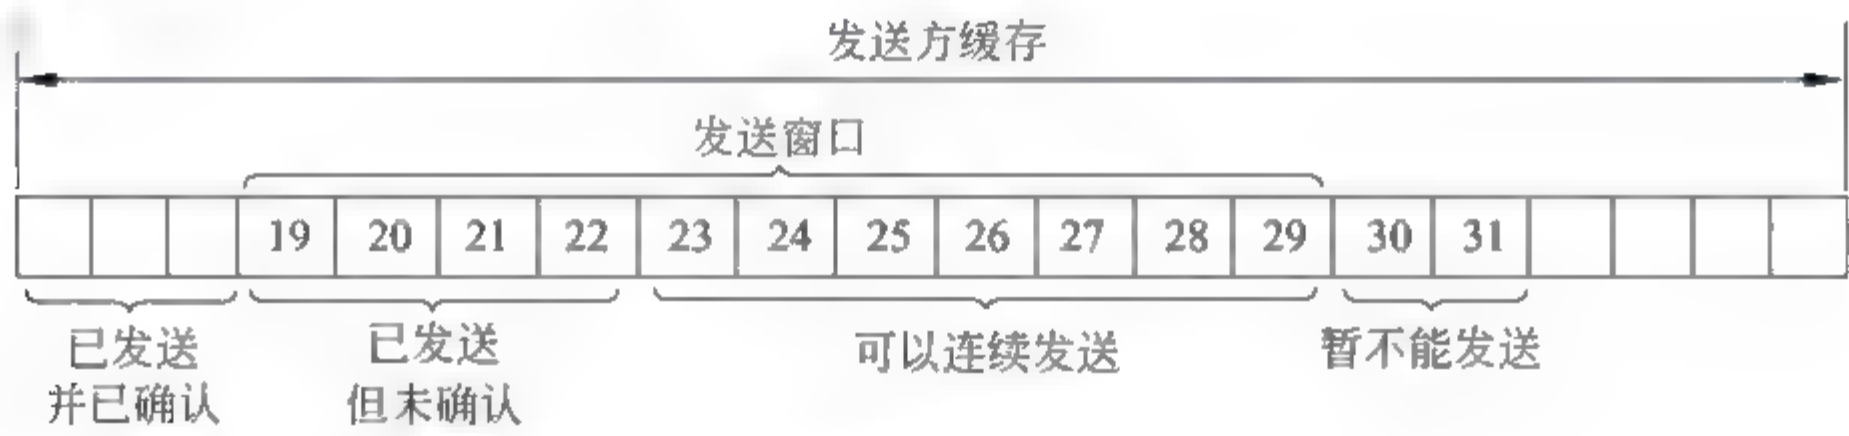 发送方缓存
发送窗口
19 20 21 22 23 24 25 26 27 28 29 30 31
已发送
并已确认
已发送
但未确认
可以连续发送
暂不能发送